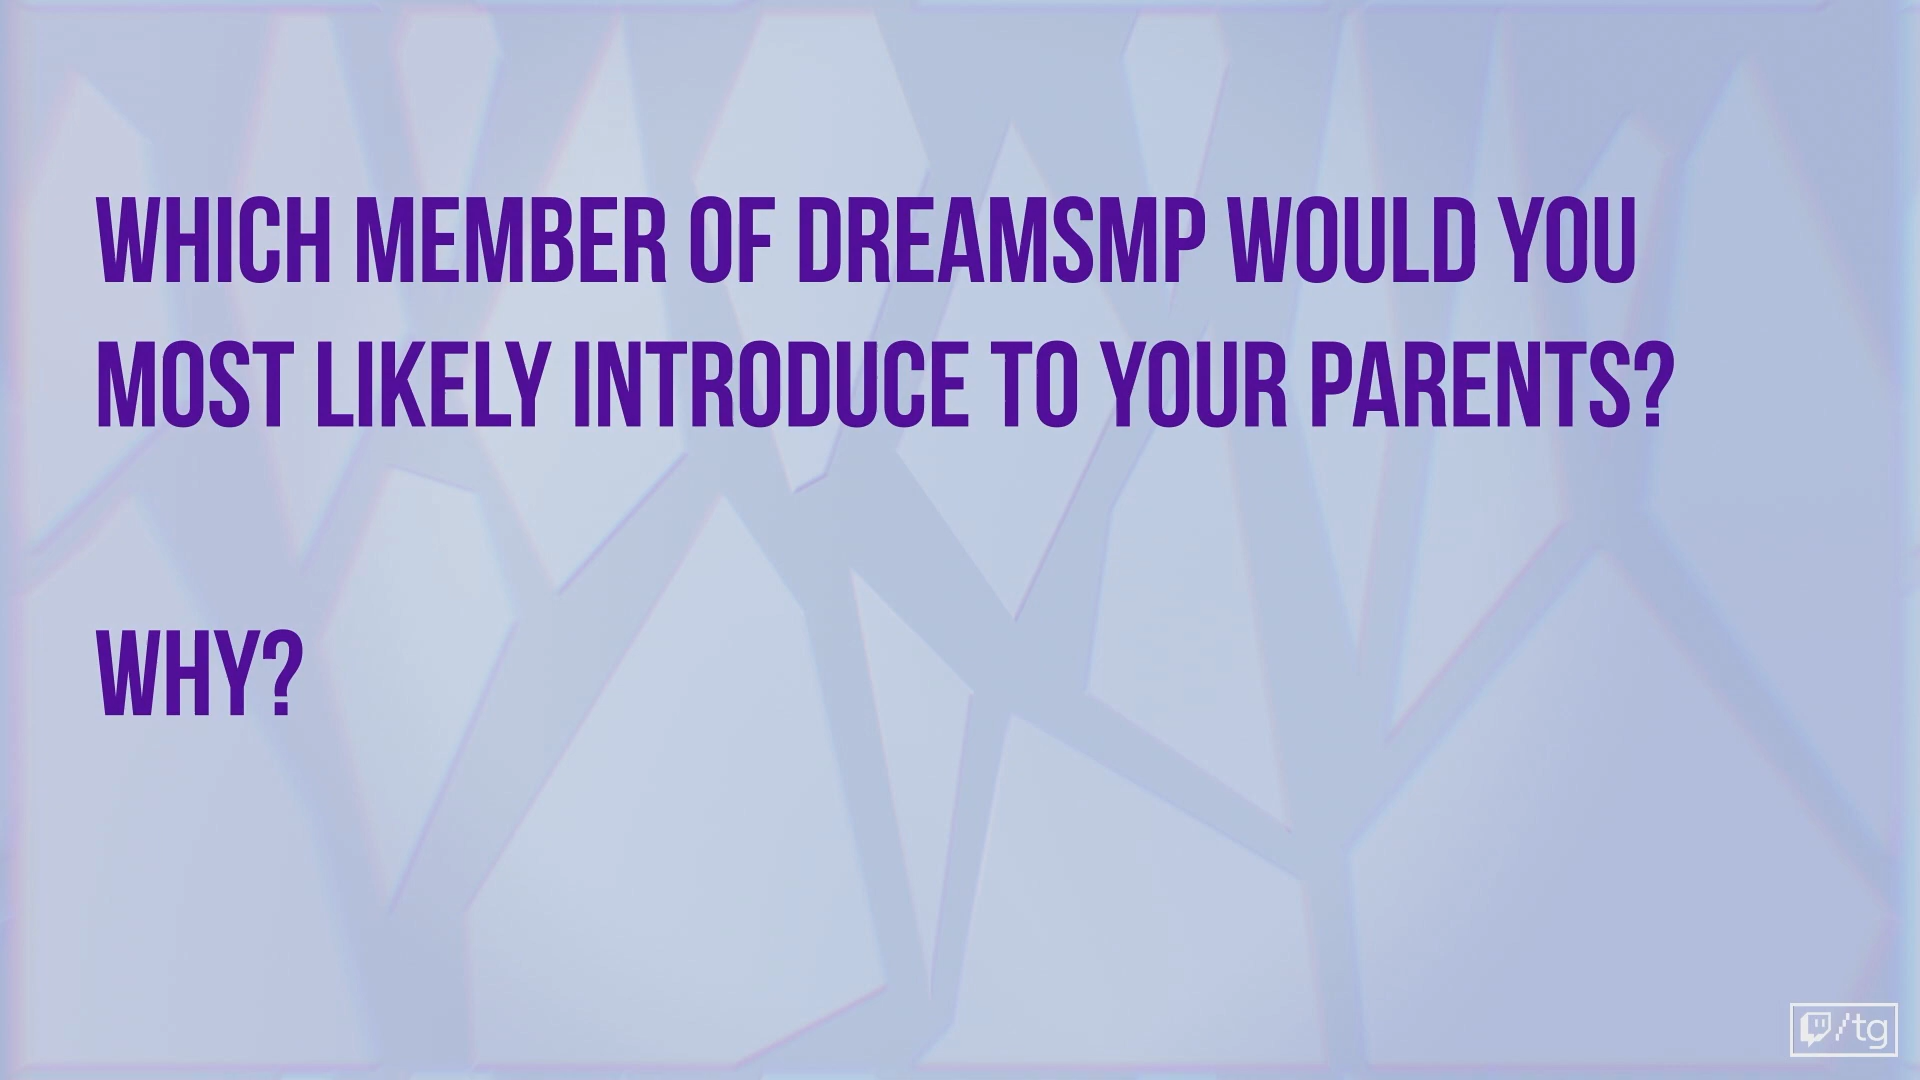 WHICH MEMBER OF DREAMSMP WOULD YOU
MOST LIKELY INTRODUCE TO YOUR PARENTS?
WHY?
/tg